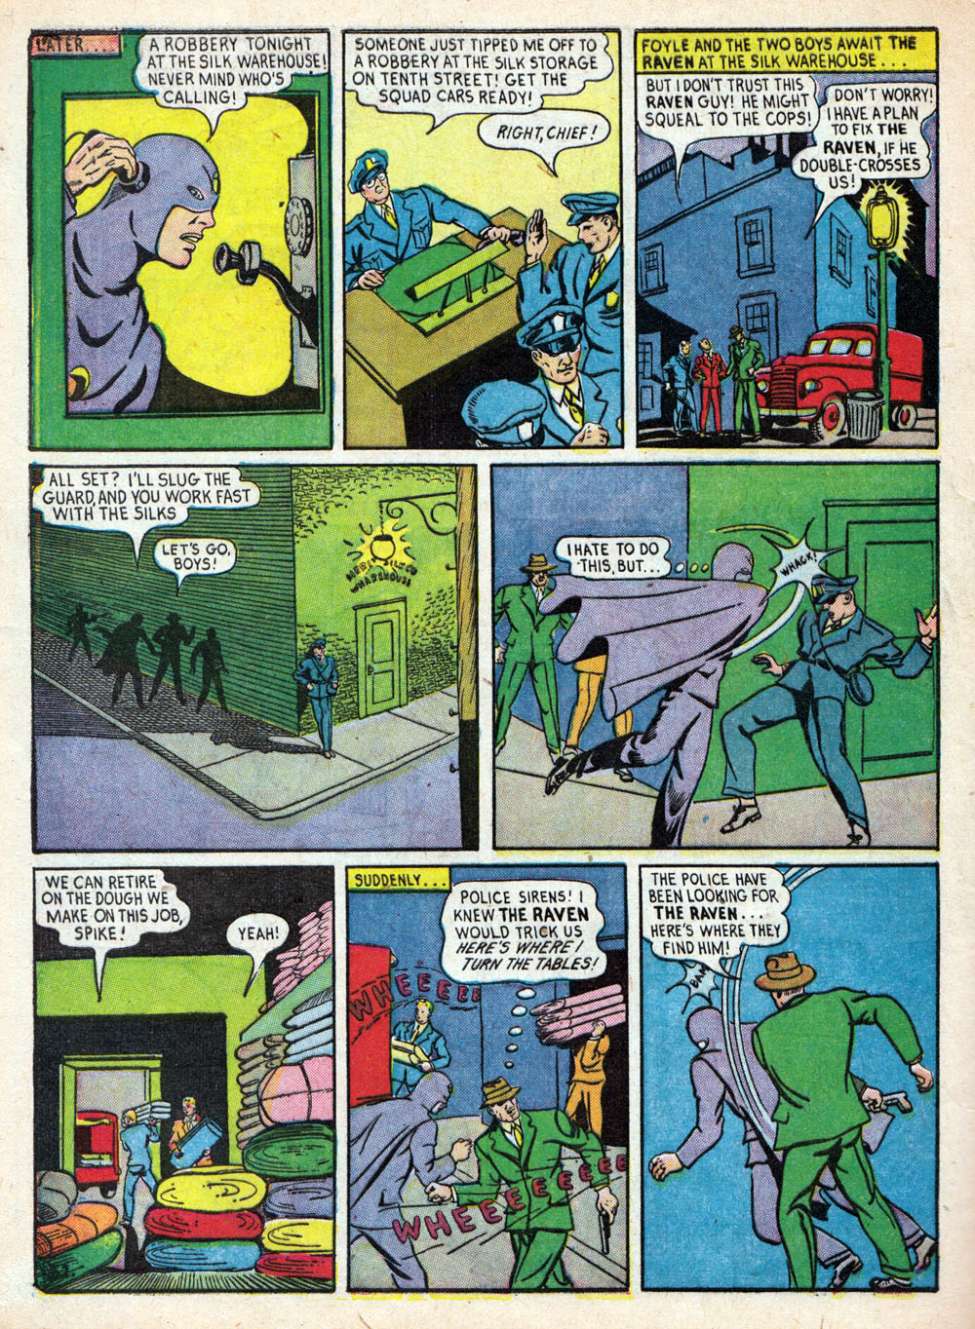 LATER...
A ROBBERY TONIGHT
AT THE SILK WAREHOUSE!
NEVER MIND WHO'S
CALLING!
SOMEONE JUST TIPPED ME OFF TO
A ROBBERY AT THE SILK STORAGE
ON TENTH STREET! GET THE
SQUAD CARS READY!
RIGHT, CHIEF!
FOYLE AND THE TWO BOYS AWAIT THE
RAVEN AT THE SILK WAREHOUSE...
BUT I DON'T TRUST THIS
RAVEN GUY! HE MIGHT
SQUEAL TO THE COPS!
DON'T WORRY!
I HAVE A PLAN
TO FIX THE
RAVEN, IF HE
DOUBLE-CROSSES
US!
ALL SET? I'LL SLUG THE
GUARD, AND YOU WORK FAST
WITH THE SILKS
LET'S GO,
BOYS!
WAREHOUSE
I HATE TO DO
THIS, BUT...
WHACK!
WE CAN RETIRE
ON THE DOUGH WE
MAKE ON THIS JOB,
SPIKE!
YEAH!
SUDDENLY...
POLICE SIRENS! I
KNEW THE RAVEN
WOULD TRICK US
HERE'S WHERE I
TURN THE TABLES!
WHEEEEEE
WHEEEEEEEE
THE POLICE HAVE
BEEN LOOKING FOR
THE RAVEN...
HERE'S WHERE THEY
FIND HIM!
BAM